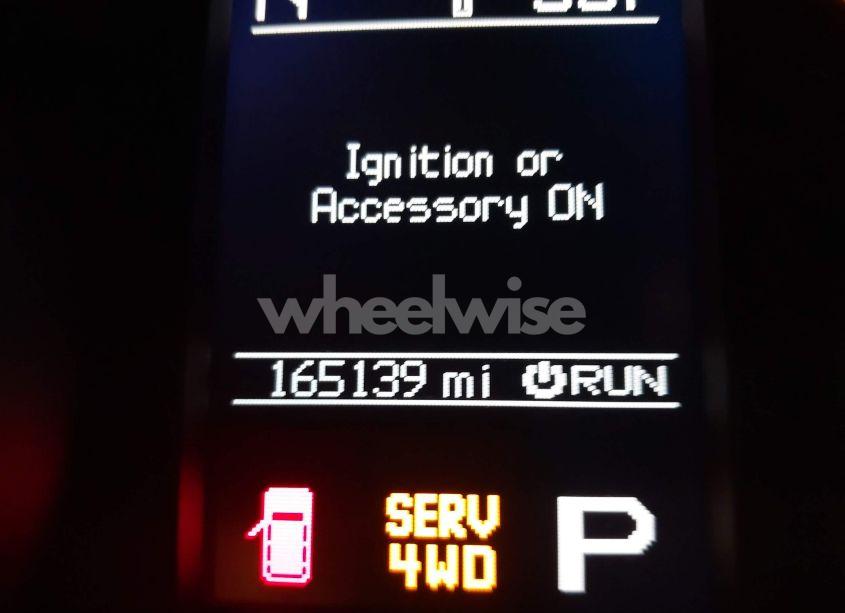 Ignition or
Accessory ON
wheelwise
165139 mi RUN
SERV
4WD
P